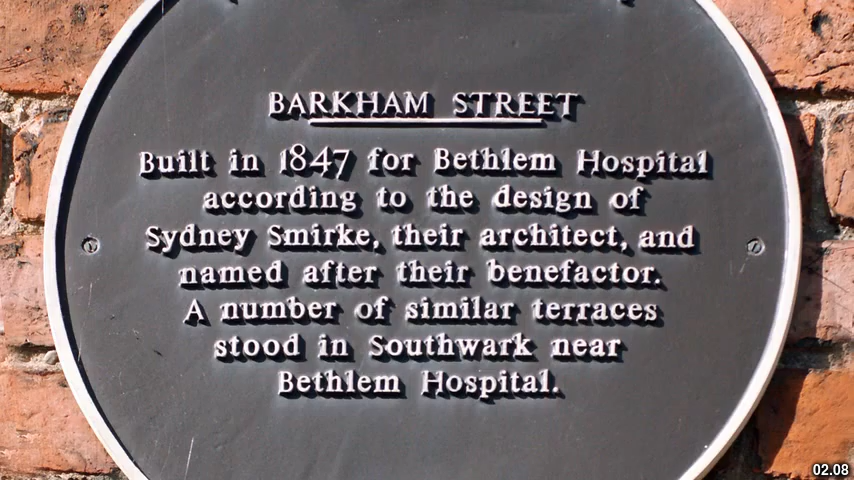 BARKHAM STREET
Built in 1847 for Bethlem Hospital
according to the design of
Sydney Smirke, their architect, and
named after their benefactor.
A number of similar terraces
stood in Southwark near
Bethlem Hospital.
02.08